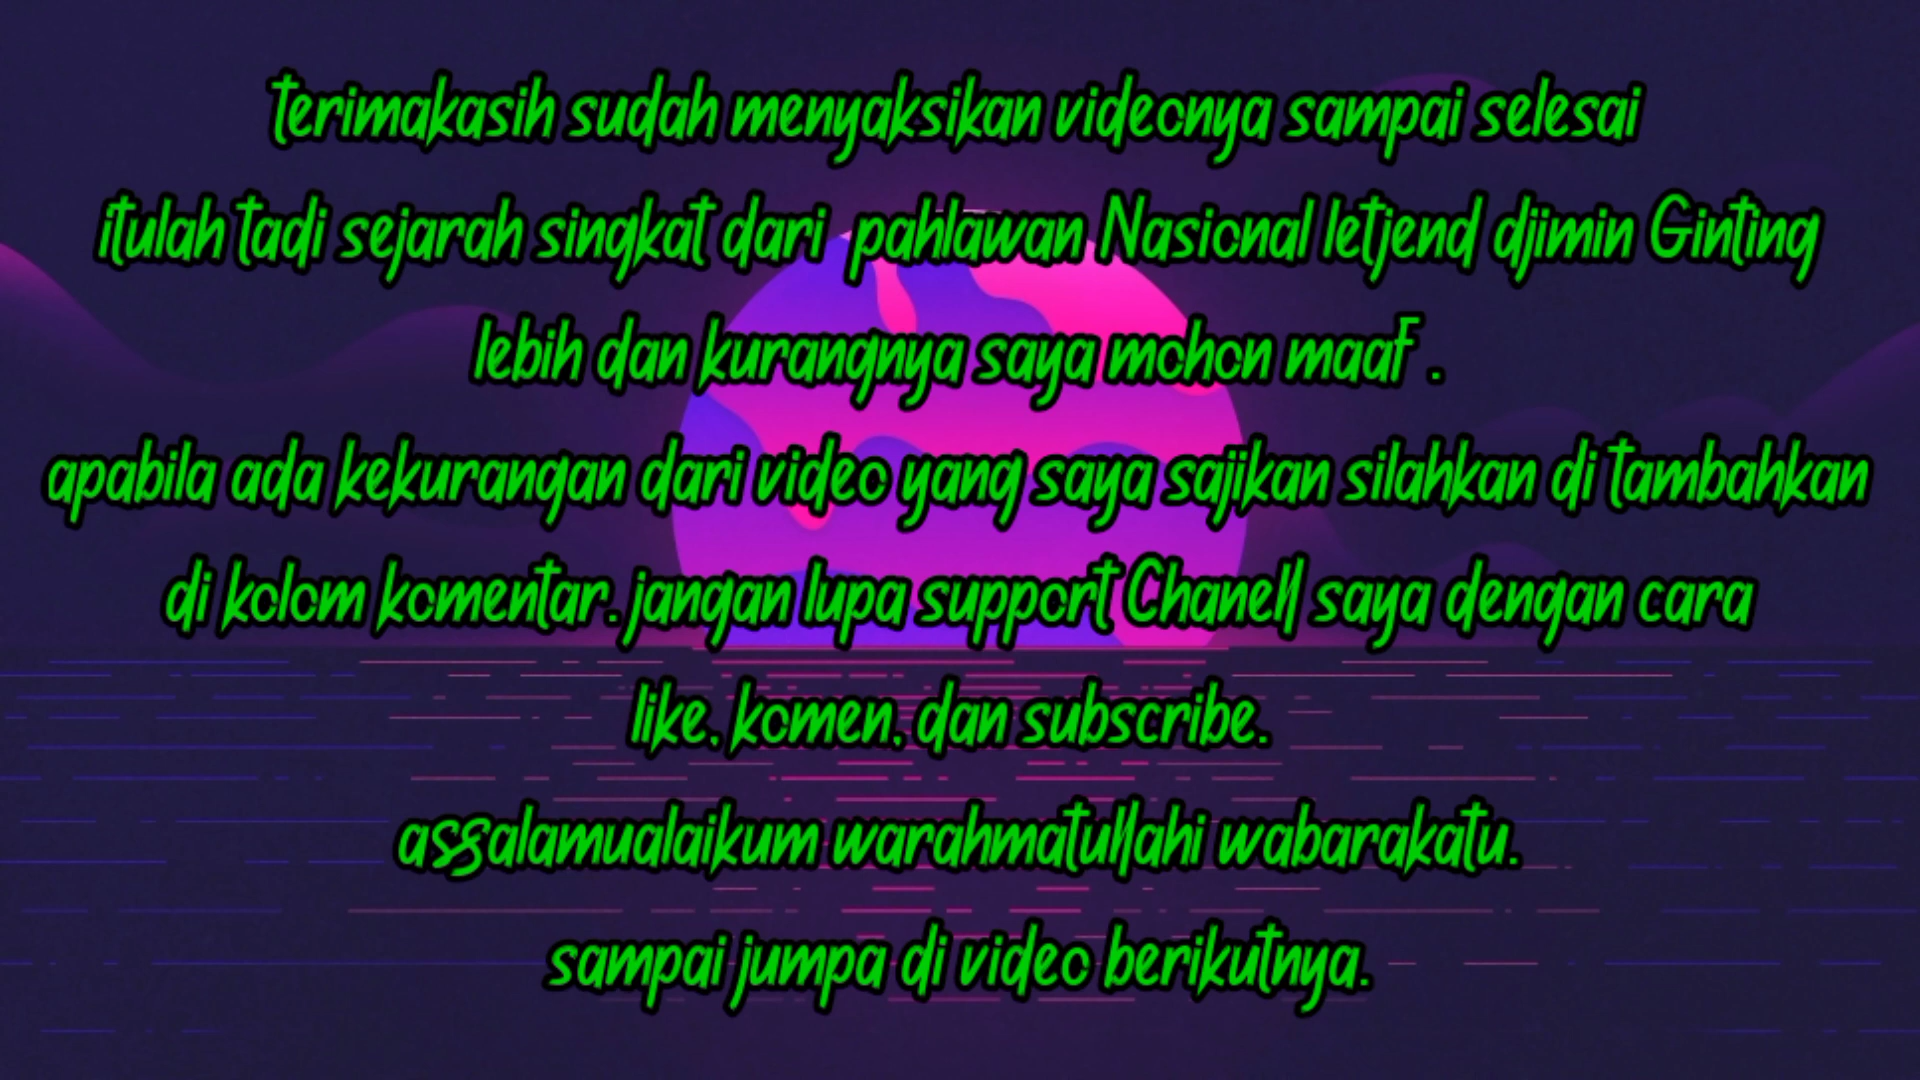 terimakasih sudah menyaksikan videonya sampai selesai
itulah tadi sejarah singkat dari pahlawan Nasional letjend djimin Ginting
lebih dan kurangnya saya mohon maaf .
apabila ada kekurangan dari video yang saya sajikan silahkan di tambahkan
di kolom komentar. jangan lupa support Chanell saya dengan cara
like, komen, dan subscribe.
assalamualaikum warahmatullahi wabarakatu.
sampai jumpa di video berikutnya.